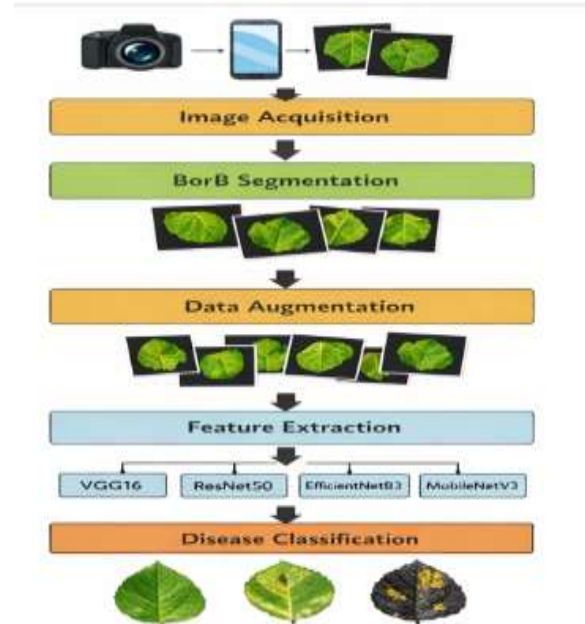 Image Acquisition
BorB Segmentation
Data Augmentation
Feature Extraction
VGG16
ResNet50
EfficientNetB3
MobileNetV3
Disease Classification